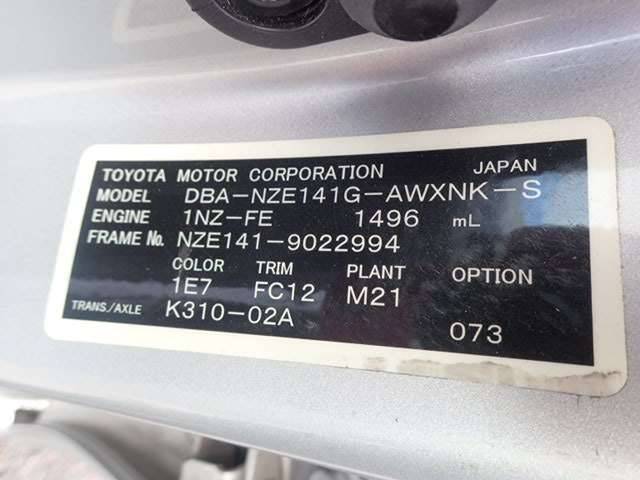 TOYOTA MOTOR CORPORATION JAPAN
MODEL DBA-NZE141G-AWXNK-S
ENGINE 1NZ-FE 1496 mL
FRAME No. NZE141-9022994
COLOR TRIM PLANT OPTION
1E7 FC12 M21
TRANS./AXLE K310-02A
073